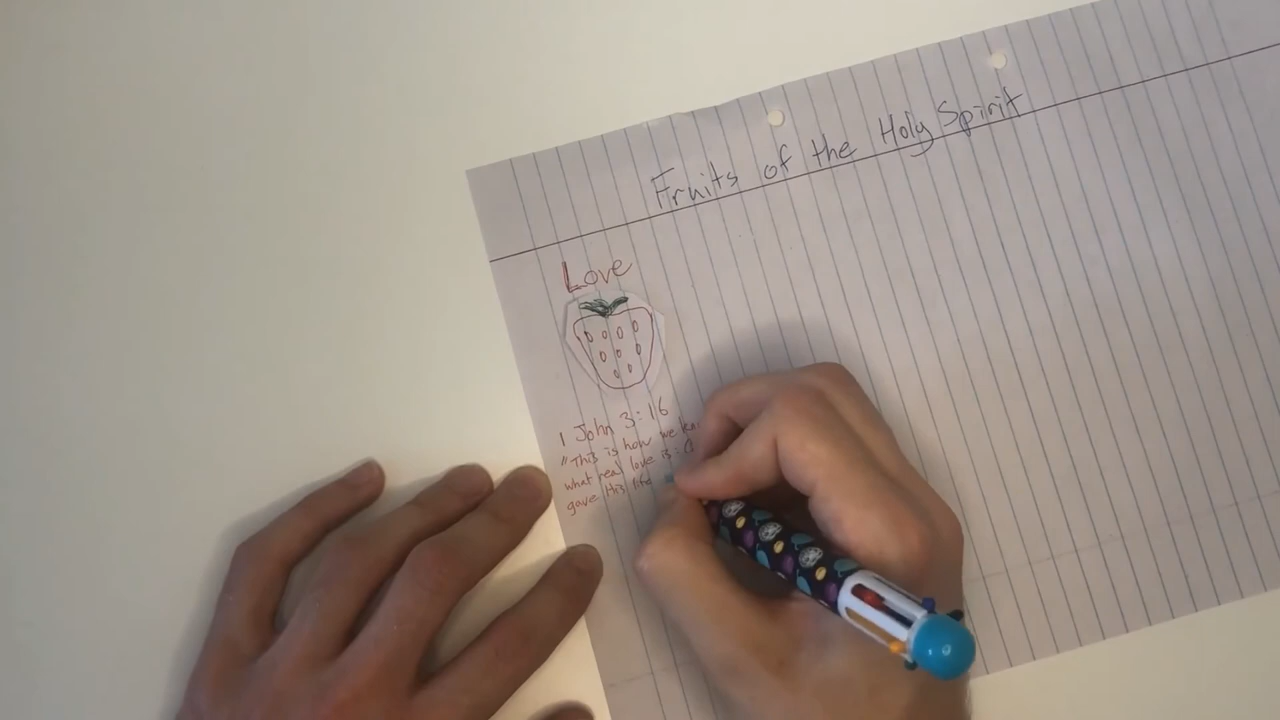 Fruits of the Holy Spirit
Love
1 John 3:16
"This is how we
what real love is:
gave His life